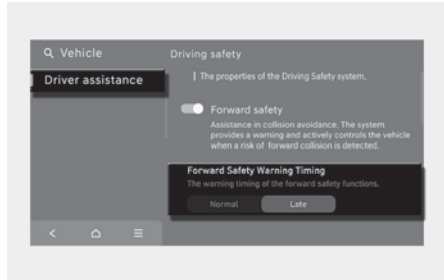 Vehicle
Driving safety
Driver assistance
The properties of the Driving Safety system.
Forward safety
Assistance in collision avoidance, The system
provides a warning and actively controls the vehicle
when a risk of forward collision is detected.
Forward Safety Warning Timing
The warning timing of the forward safety functions.
Normal
Late